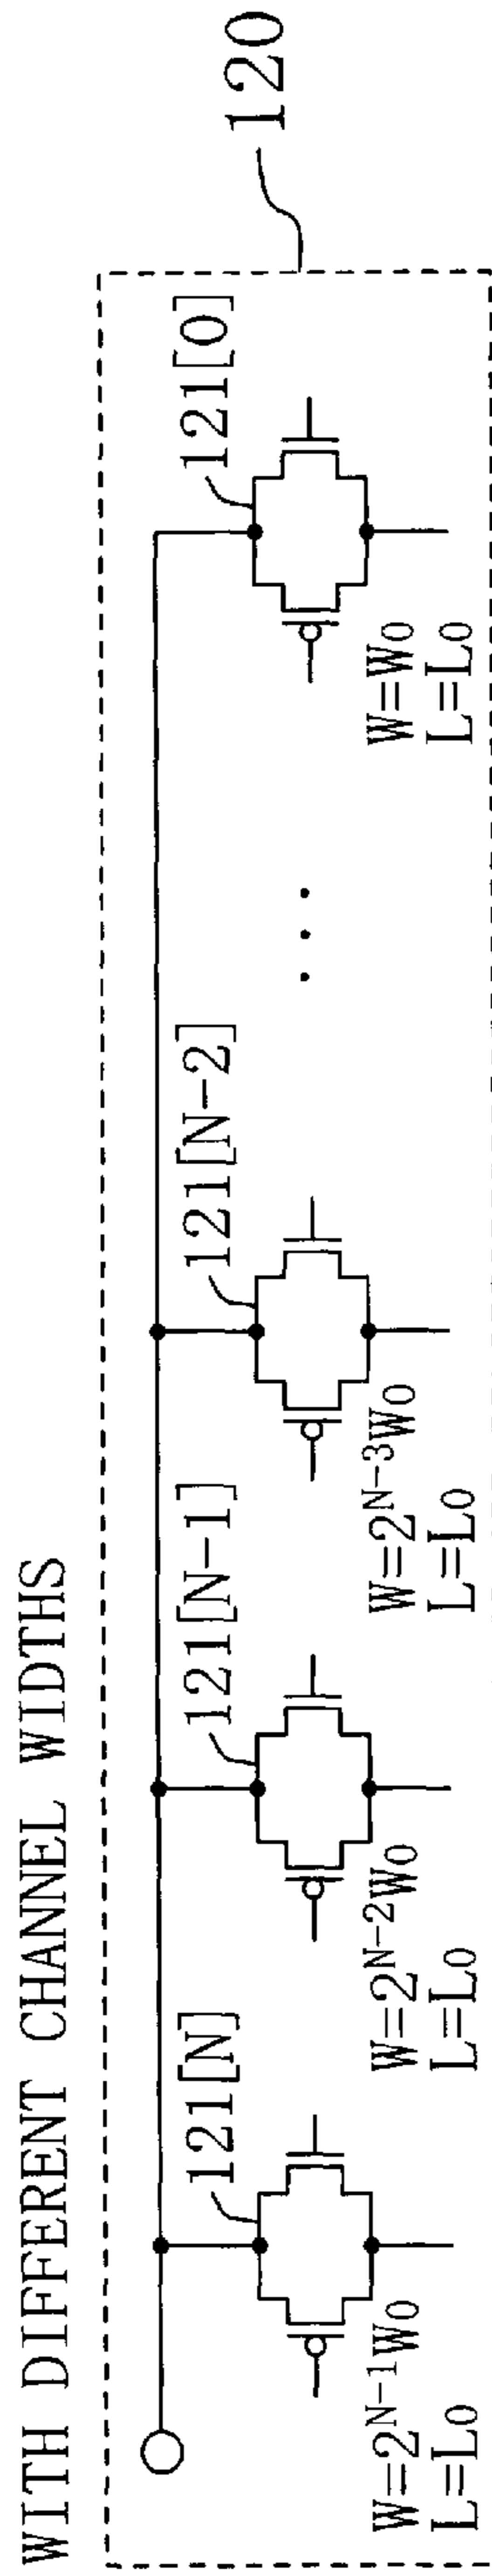 WITH DIFFERENT CHANNEL WIDTHS
120
121[N]
121[N-1]
121[N-2]
121[0]
W=2^{N-1}W₀
L=L₀
W=2^{N-2}W₀
L=L₀
W=2^{N-3}W₀
L=L₀
...
W=W₀
L=L₀